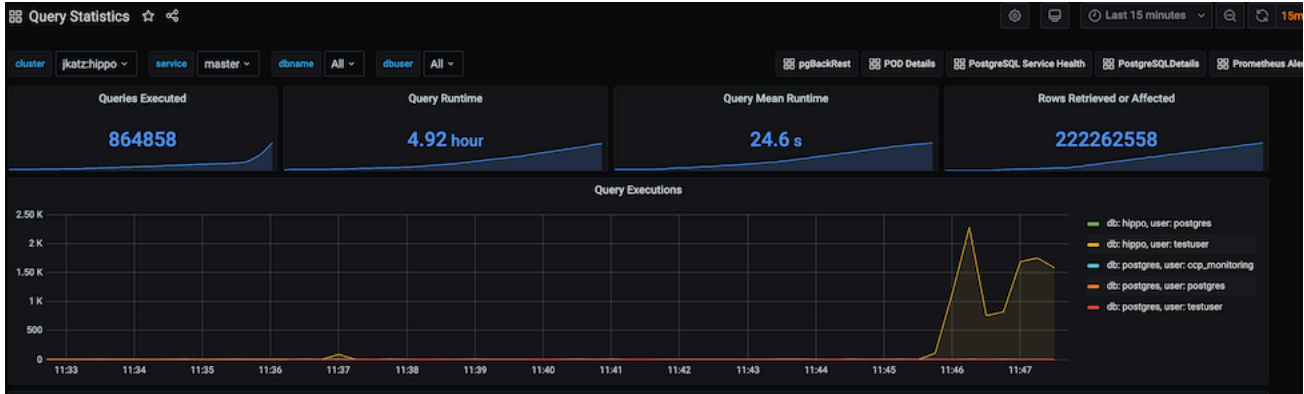 Query Statistics
Last 15 minutes
15m
cluster jkatz:hippo service master dbname All dbuser All
pgBackRest POD Details PostgreSQL Service Health PostgreSQLDetails Prometheus Aler
Queries Executed Query Runtime Query Mean Runtime Rows Retrieved or Affected
864858 4.92 hour 24.6 s 222262558
Query Executions
2.50 K
2 K
1.50 K
1 K
500
0
11:33 11:34 11:35 11:36 11:37 11:38 11:39 11:40 11:41 11:42 11:43 11:44 11:45 11:46 11:47
db: hippo, user: postgres
db: hippo, user: testuser
db: postgres, user: ccp_monitoring
db: postgres, user: postgres
db: postgres, user: testuser